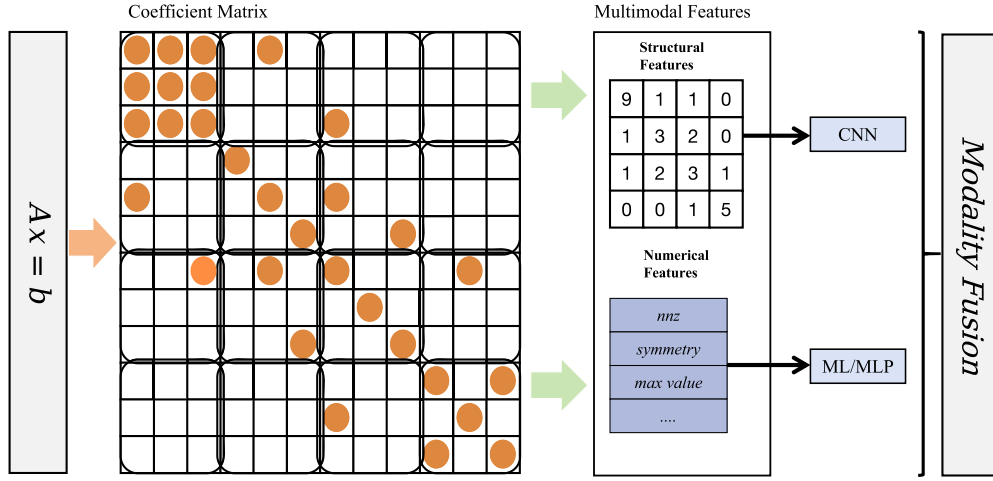 Coefficient Matrix
Multimodal Features
Ax = b
Structural
Features
9 1 1 0
1 3 2 0
1 2 3 1
0 0 1 5
CNN
Numerical
Features
nnz
symmetry
max value
....
ML/MLP
Modality Fusion